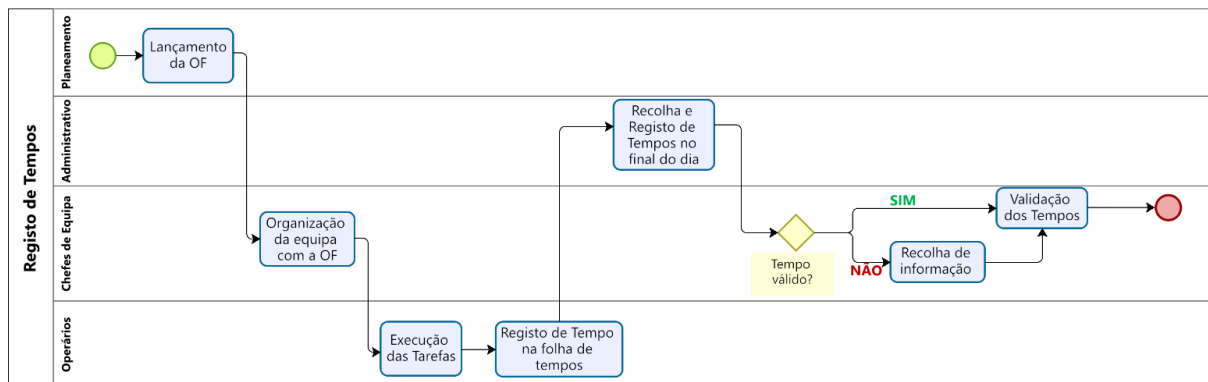 Registo de Tempos
Planeamento
Lançamento
da OF
Administrativo
Recolha e
Registo de
Tempos no
final do dia
Chefes de Equipa
Organização
da equipa
com a OF
Tempo
válido?
SIM
NÃO
Recolha de
informação
Validação
dos Tempos
Operários
Execução
das Tarefas
Registo de Tempo
na folha de
tempos